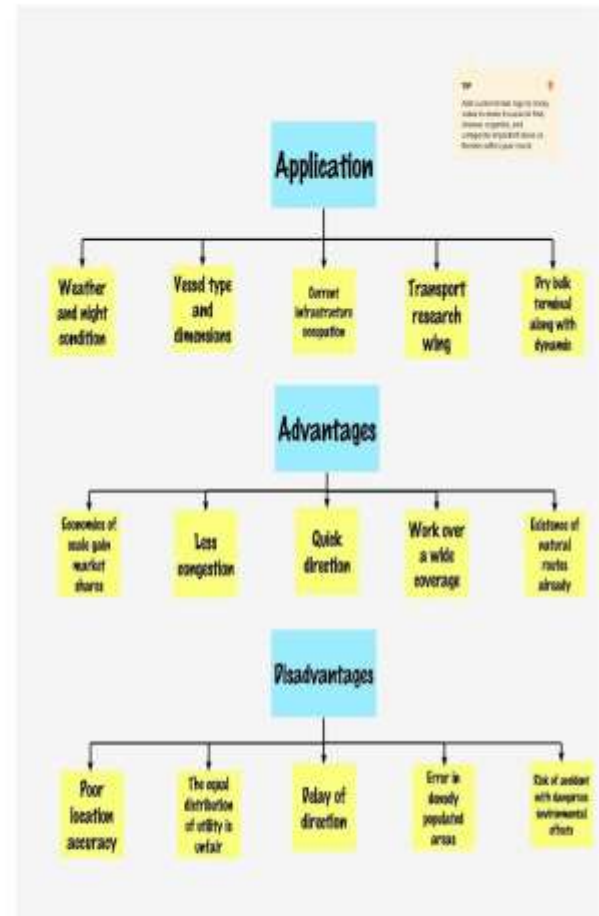 TIP
Application
Weather
and night
condition
Vessel type
and
dimensions
Current
infrastructure
occupation
Transport
research
wing
Dry bulk
terminal
along with
dynamic
Advantages
Economies of
scale gain
market
shares
Less
congestion
Quick
direction
Work over
a wide
coverage
Existence of
natural
routes
already
Disadvantages
Poor
location
accuracy
The equal
distribution
of utility is
unfair
Delay of
direction
Error in
densely
populated
areas
Risk of accident
with dangerous
environmental
effects